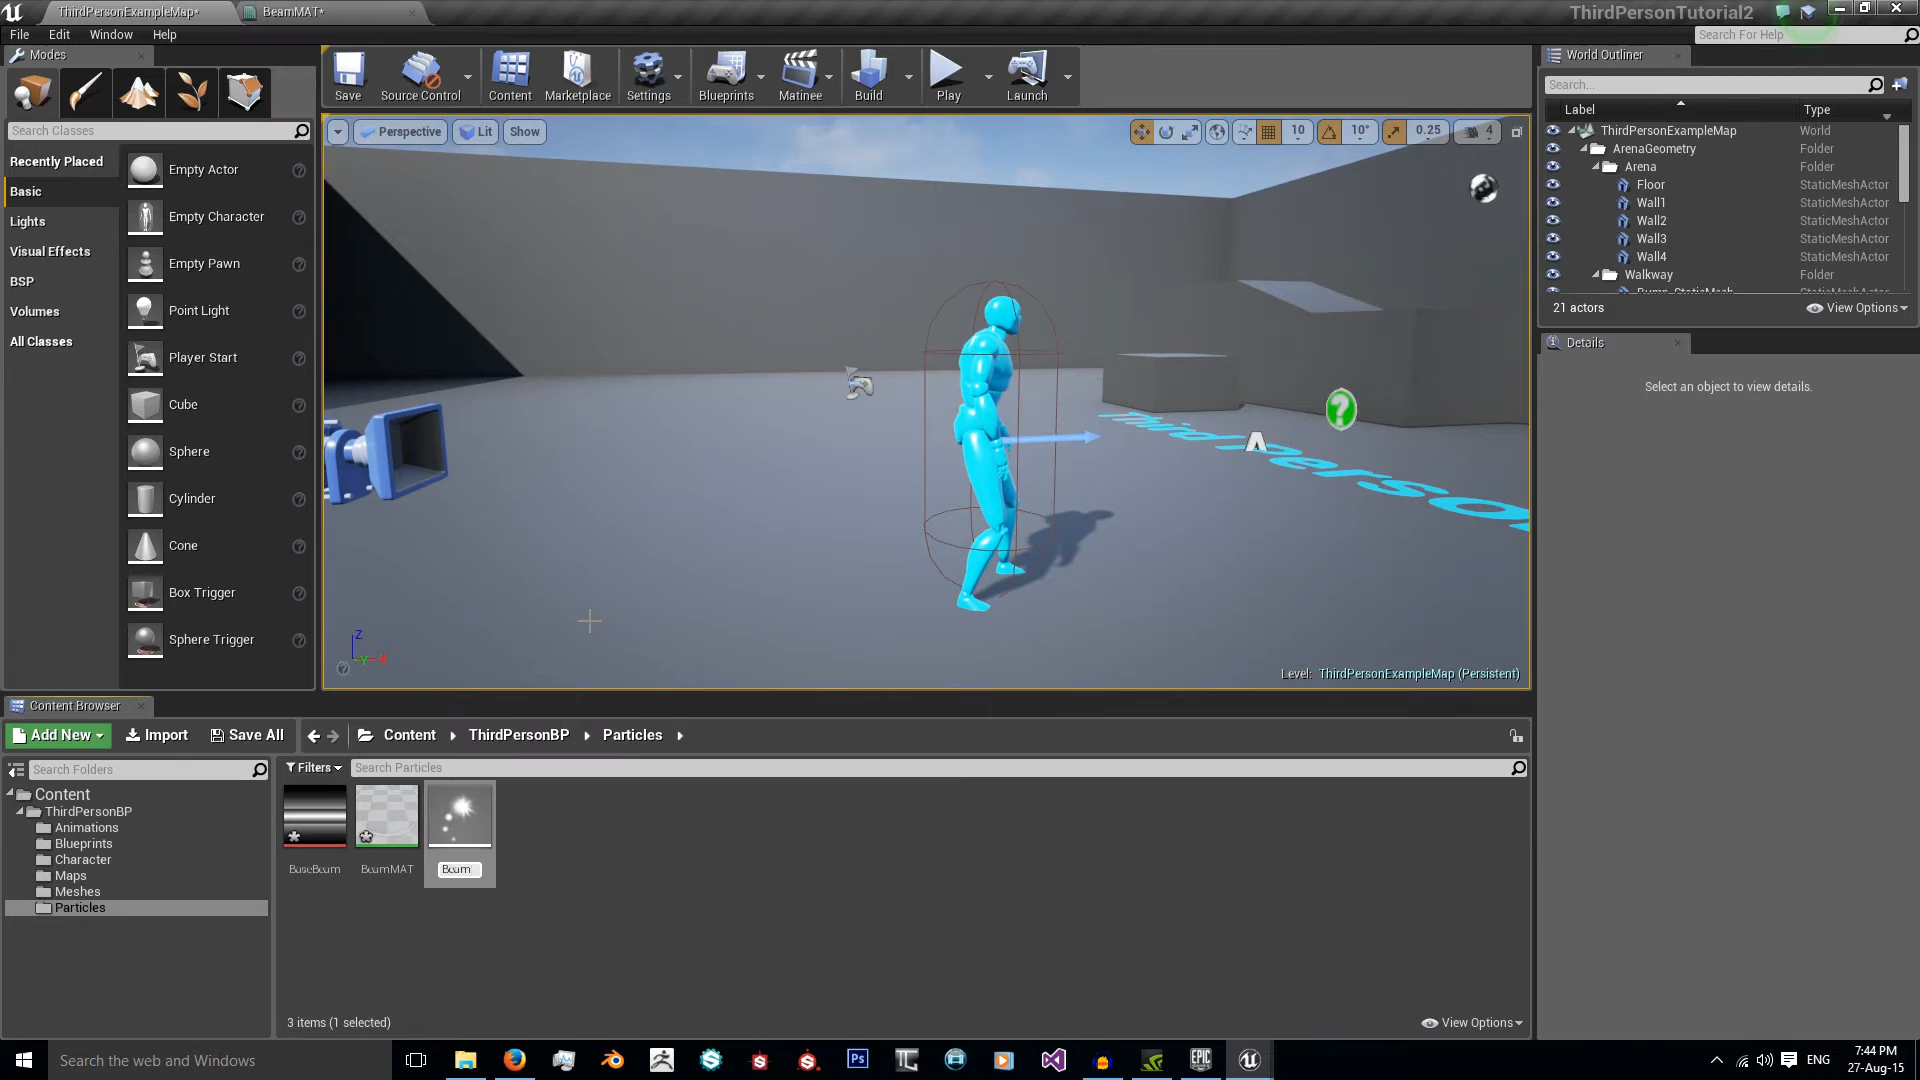 ThirdPersonExampleMap*
BeamMAT*
ThirdPersonTutorial2
File Edit Window Help
Search For Help
Modes
Search Classes
Recently Placed
Basic
Lights
Visual Effects
BSP
Volumes
All Classes
Empty Actor
Empty Character
Empty Pawn
Point Light
Player Start
Cube
Sphere
Cylinder
Cone
Box Trigger
Sphere Trigger
Save Source Control Content Marketplace Settings Blueprints Matinee Build Play Launch
Perspective Lit Show
10 10° 0.25 4
Level: ThirdPersonExampleMap (Persistent)
World Outliner
Search...
Label Type
ThirdPersonExampleMap World
ArenaGeometry Folder
Arena Folder
Floor StaticMeshActor
Wall1 StaticMeshActor
Wall2 StaticMeshActor
Wall3 StaticMeshActor
Wall4 StaticMeshActor
Walkway Folder
21 actors View Options
Details
Select an object to view details.
Content Browser
Add New Import Save All Content ThirdPersonBP Particles
Search Folders
Filters Search Particles
Content
ThirdPersonBP
Animations
Blueprints
Character
Maps
Meshes
Particles
BaseBeam BeamMAT Beam
3 items (1 selected) View Options
Search the web and Windows
Ps
EPIC GAMES
ENG
7:44 PM
27-Aug-15